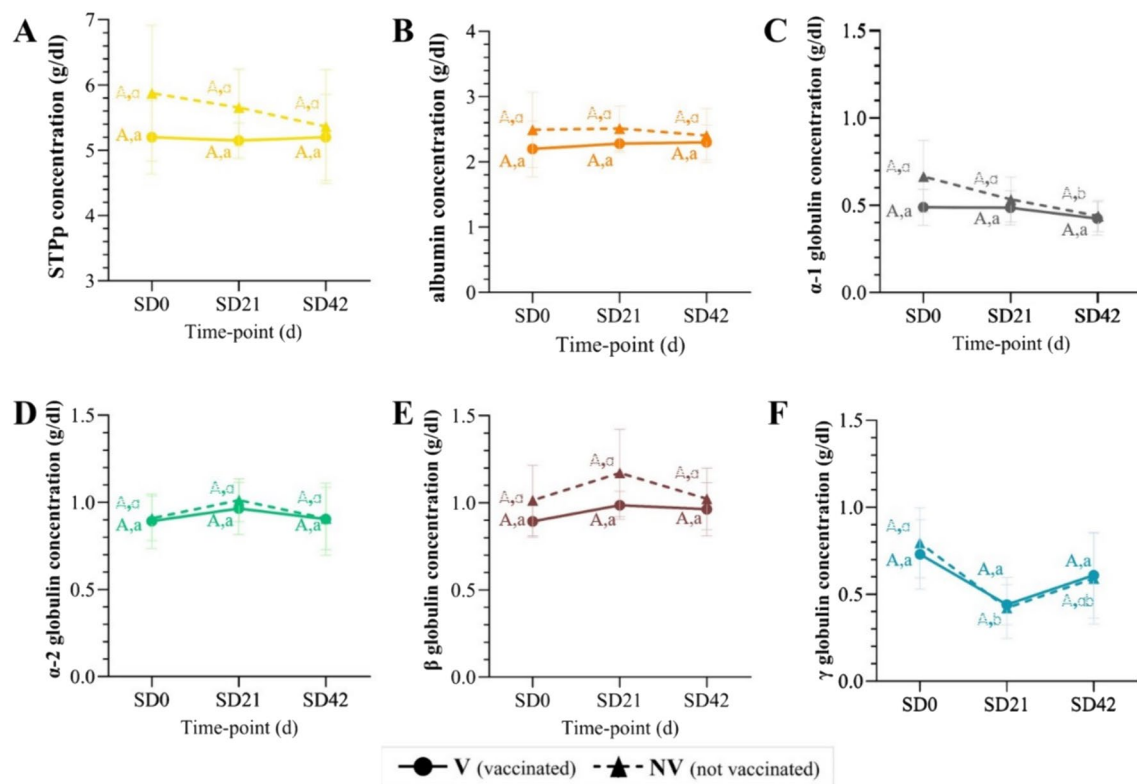 A
STPp concentration (g/dl)
7
6
5
4
3
A,a
A,a
A,a
A,a
A,a
A,a
SD0 SD21 SD42
Time-point (d)
B
albumin concentration (g/dl)
4
3
2
1
0
A,a
A,a
A,a
A,a
A,a
A,a
SD0 SD21 SD42
Time-point (d)
C
α-1 globulin concentration (g/dl)
1.5
1.0
0.5
0.0
A,a
A,a
A,b
A,a
A,a
A,a
SD0 SD21 SD42
Time-point (d)
D
α-2 globulin concentration (g/dl)
1.5
1.0
0.5
0.0
A,a
A,a
A,a
A,a
A,a
A,a
SD0 SD21 SD42
Time-point (d)
E
β globulin concentration (g/dl)
1.5
1.0
0.5
0.0
A,a
A,a
A,a
A,a
A,a
A,a
SD0 SD21 SD42
Time-point (d)
F
γ globulin concentration (g/dl)
1.5
1.0
0.5
0.0
A,a
A,a
A,a
A,a
A,b
A,ab
SD0 SD21 SD42
V (vaccinated) NV (not vaccinated)